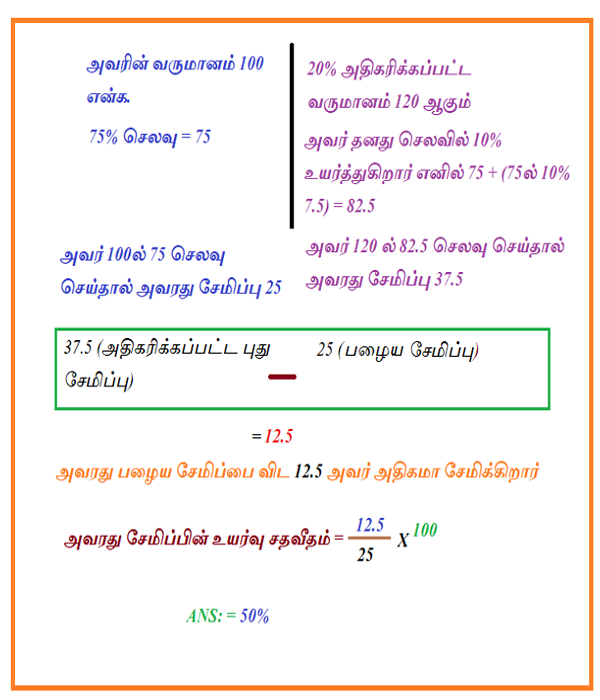 அவரின் வருமானம் 100
என்க.
75% செலவு = 75
அவர் 100ல் 75 செலவு
செய்தால் அவரது சேமிப்பு 25
20% அதிகரிக்கப்பட்ட
வருமானம் 120 ஆகும்
அவர் தனது செலவில் 10%
உயர்த்துகிறார் எனில் 75 + (75ல் 10%
7.5) = 82.5
அவர் 120 ல் 82.5 செலவு செய்தால்
அவரது சேமிப்பு 37.5
37.5 (அதிகரிக்கப்பட்ட புது
சேமிப்பு)
—
25 (பழைய சேமிப்பு)
= 12.5
அவரது பழைய சேமிப்பை விட 12.5 அவர் அதிகமா சேமிக்கிறார்
அவரது சேமிப்பின் உயர்வு சதவீதம் = 12.5/25 X 100
ANS: = 50%